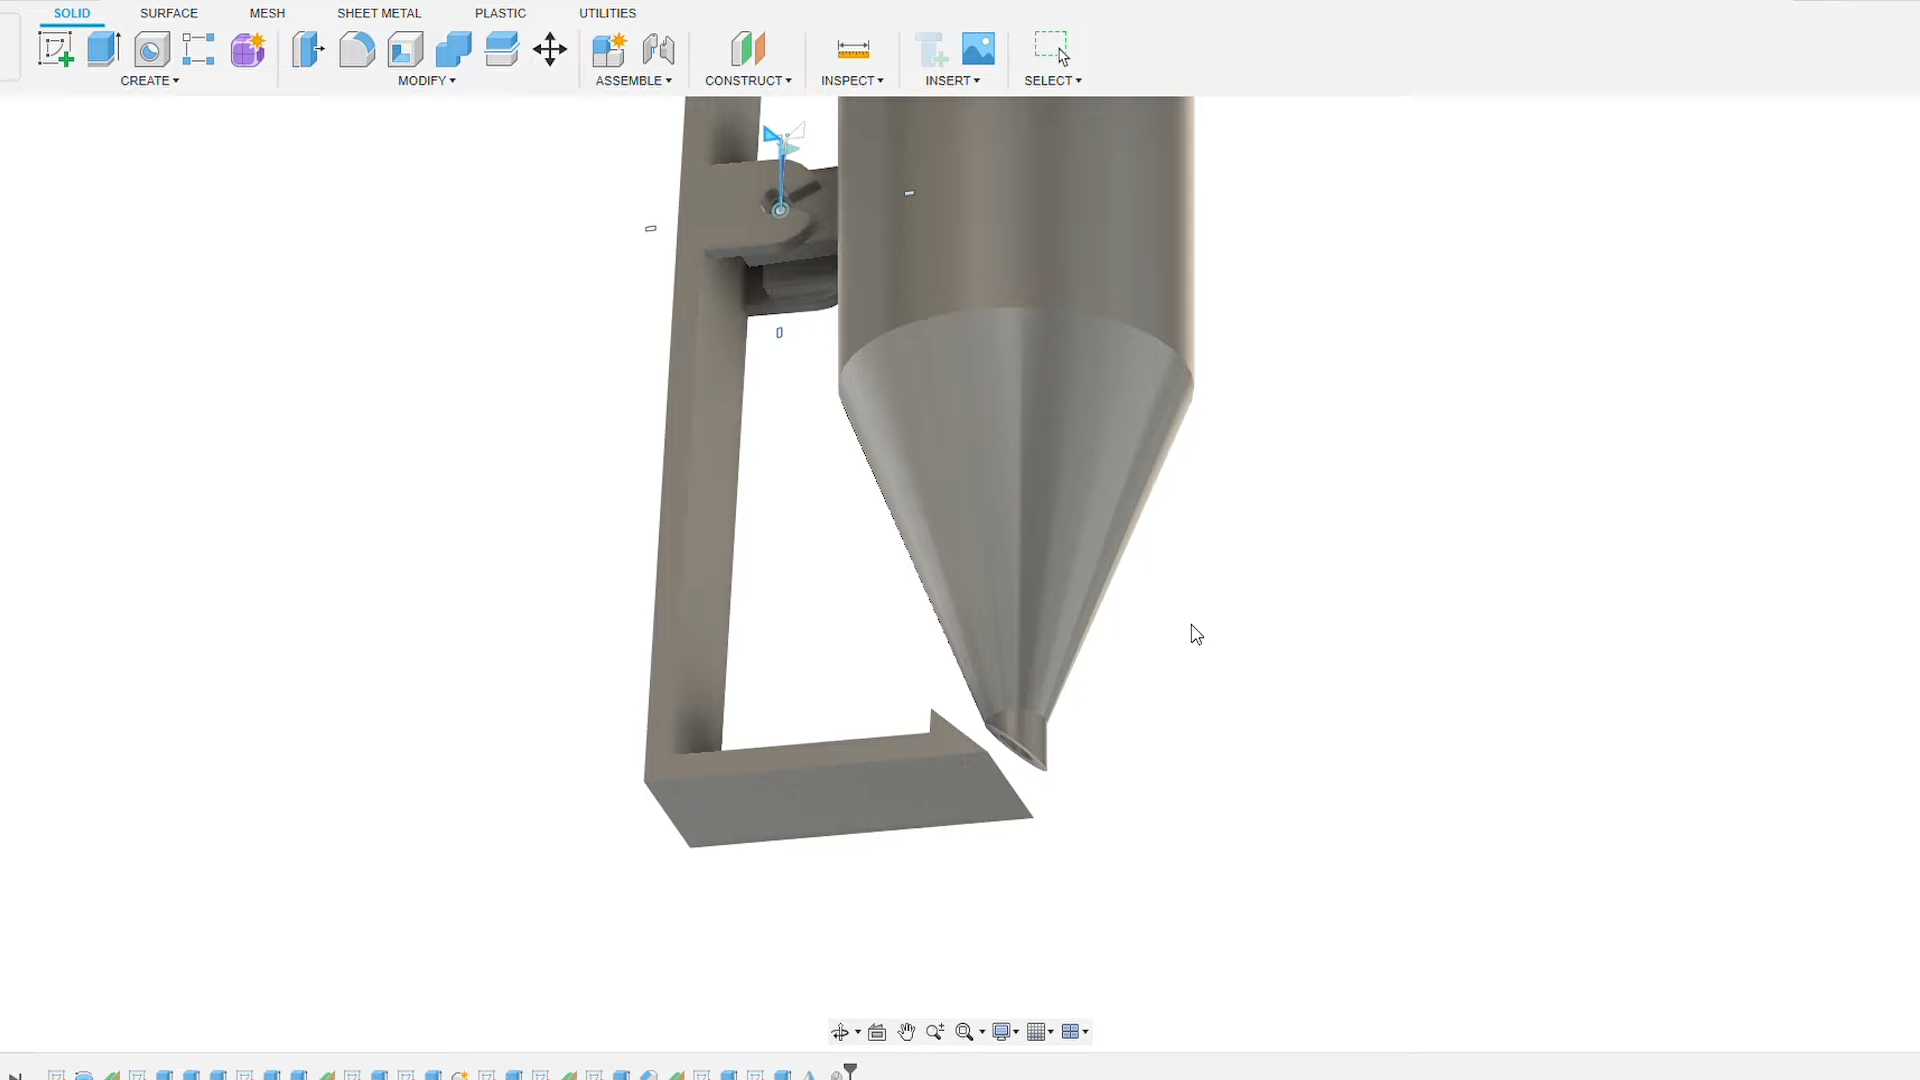 SOLID SURFACE MESH SHEET METAL PLASTIC UTILITIES
CREATE MODIFY ASSEMBLE CONSTRUCT INSPECT INSERT SELECT